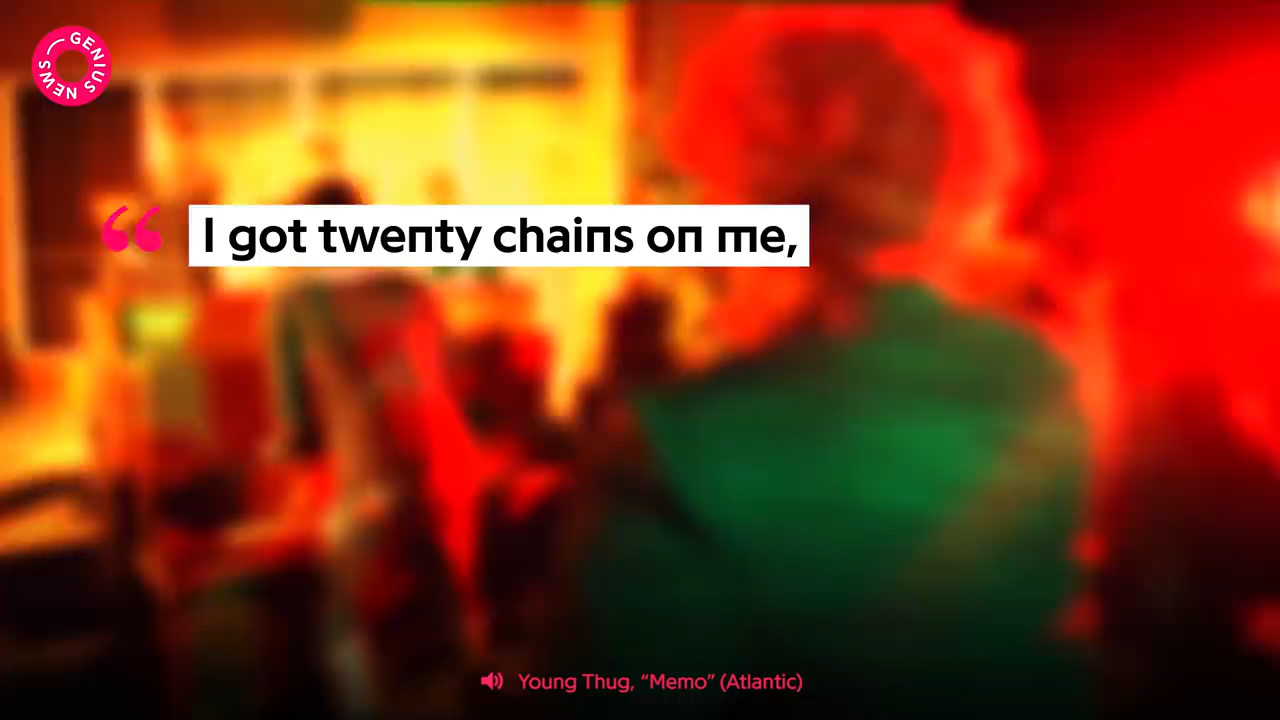 GENIUS NEWS
“ I got twenty chains on me,
Young Thug, “Memo” (Atlantic)